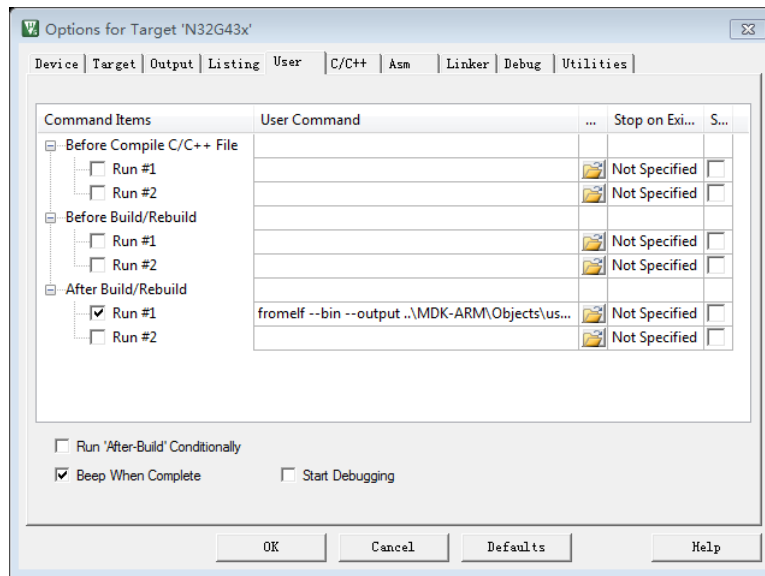 Options for Target 'N32G43x'
Device Target Output Listing User C/C++ Asm Linker Debug Utilities
Command Items User Command ... Stop on Exi... S...
Before Compile C/C++ File
Run #1 Not Specified
Run #2 Not Specified
Before Build/Rebuild
Run #1 Not Specified
Run #2 Not Specified
After Build/Rebuild
Run #1 fromelf --bin --output ..\MDK-ARM\Objects\us... Not Specified
Run #2 Not Specified
Run 'After-Build' Conditionally
Beep When Complete Start Debugging
OK Cancel Defaults Help